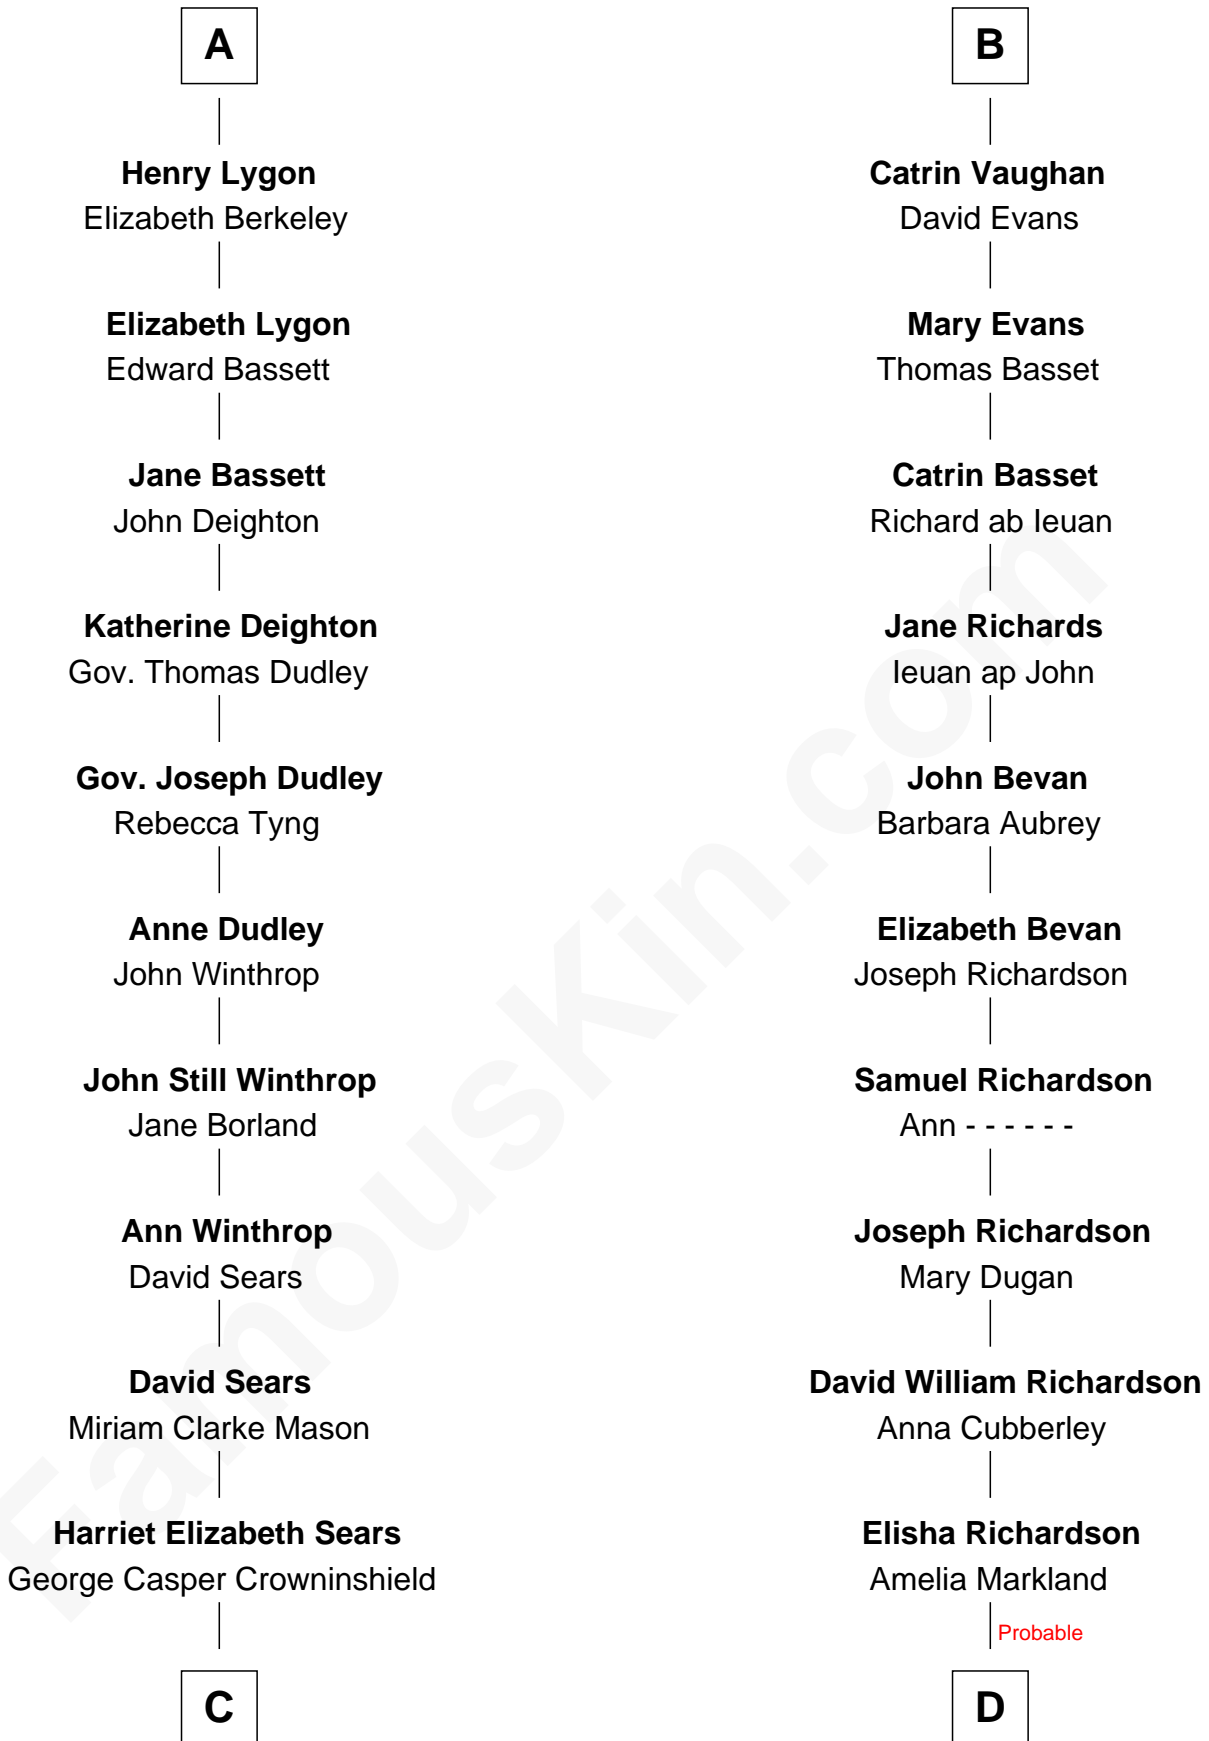 A
Henry Lygon
Elizabeth Berkeley
Elizabeth Lygon
Edward Bassett
Jane Bassett
John Deighton
Katherine Deighton
Gov. Thomas Dudley
Gov. Joseph Dudley
Rebecca Tyng
Anne Dudley
John Winthrop
John Still Winthrop
Jane Borland
Ann Winthrop
David Sears
David Sears
Miriam Clarke Mason
Harriet Elizabeth Sears
George Casper Crowninshield
C
B
Catrin Vaughan
David Evans
Mary Evans
Thomas Basset
Catrin Basset
Richard ab Ieuan
Jane Richards
Ieuan ap John
John Bevan
Barbara Aubrey
Elizabeth Bevan
Joseph Richardson
Samuel Richardson
Ann - - - - - -
Joseph Richardson
Mary Dugan
David William Richardson
Anna Cubberley
Elisha Richardson
Amelia Markland
Probable
D
FamousKin.com